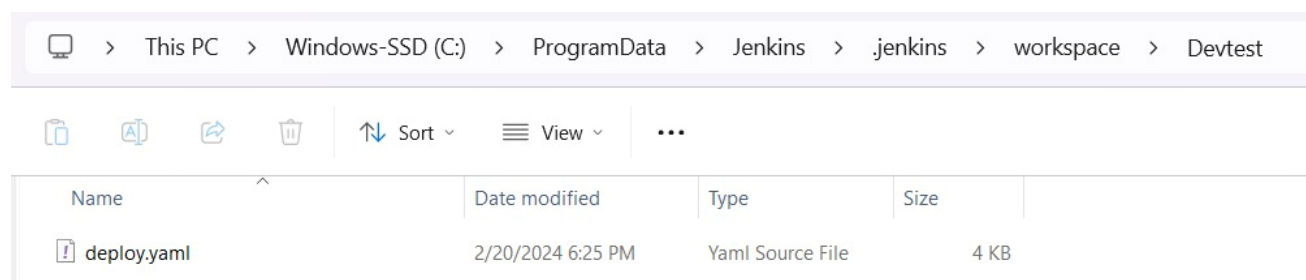 This PC > Windows-SSD (C:) > ProgramData > Jenkins > .jenkins > workspace > Devtest
Sort View ...
Name Date modified Type Size
deploy.yaml 2/20/2024 6:25 PM Yaml Source File 4 KB